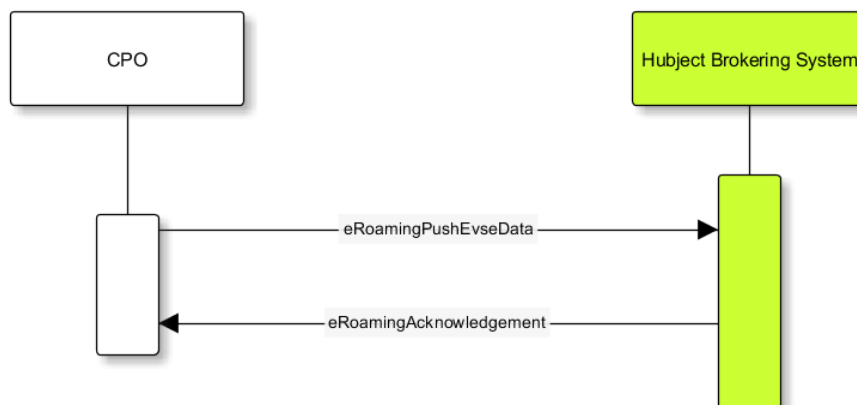 CPO
Hubject Brokering System
eRoamingPushEvseData
eRoamingAcknowledgement